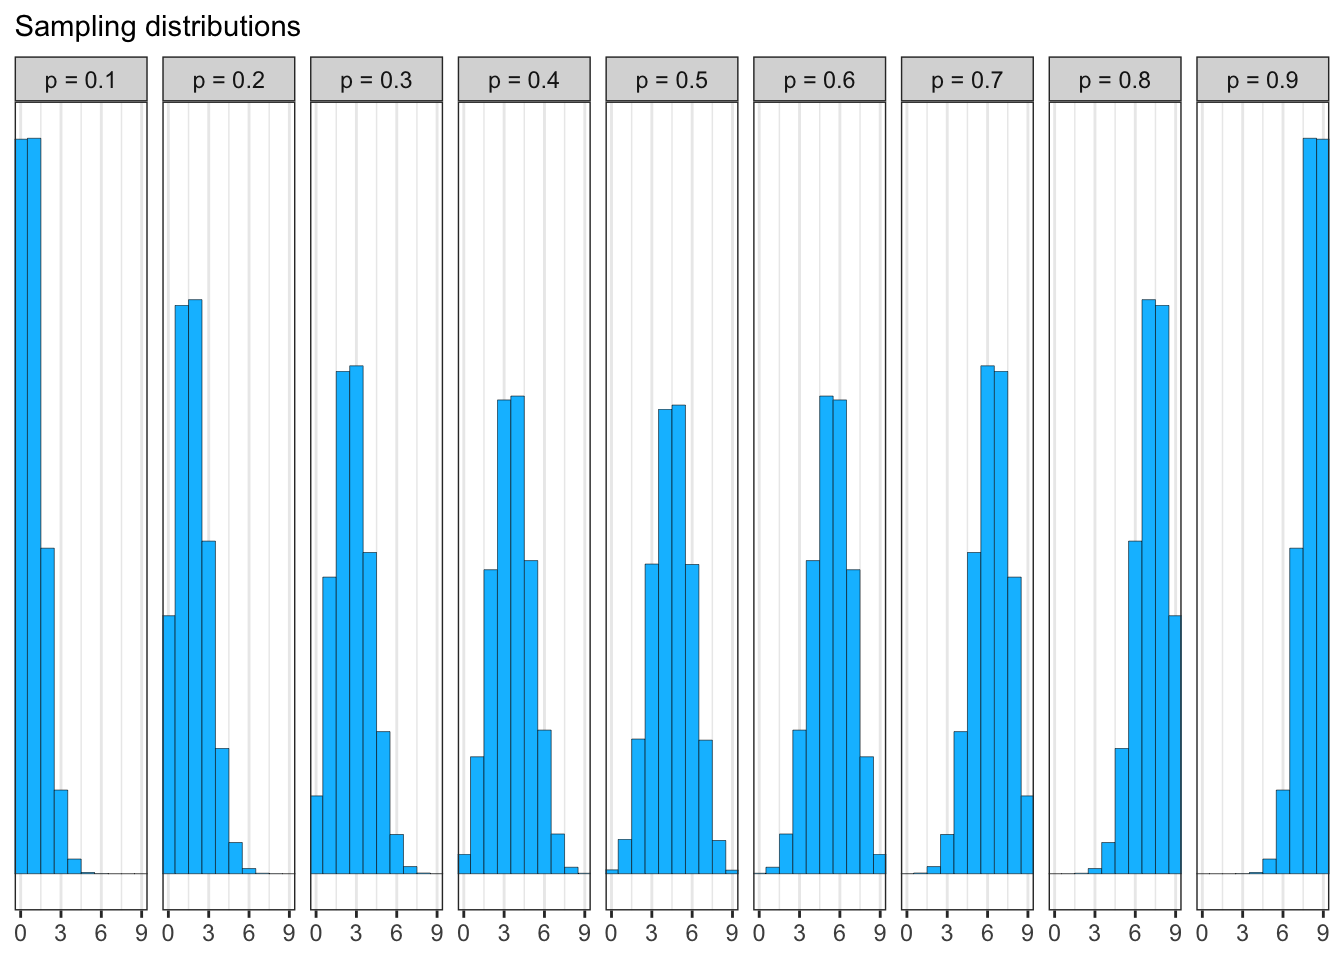 Sampling distributions
p = 0.1 p = 0.2 p = 0.3 p = 0.4 p = 0.5 p = 0.6 p = 0.7 p = 0.8 p = 0.9
0 3 6 9 0 3 6 9 0 3 6 9 0 3 6 9 0 3 6 9 0 3 6 9 0 3 6 9 0 3 6 9 0 3 6 9